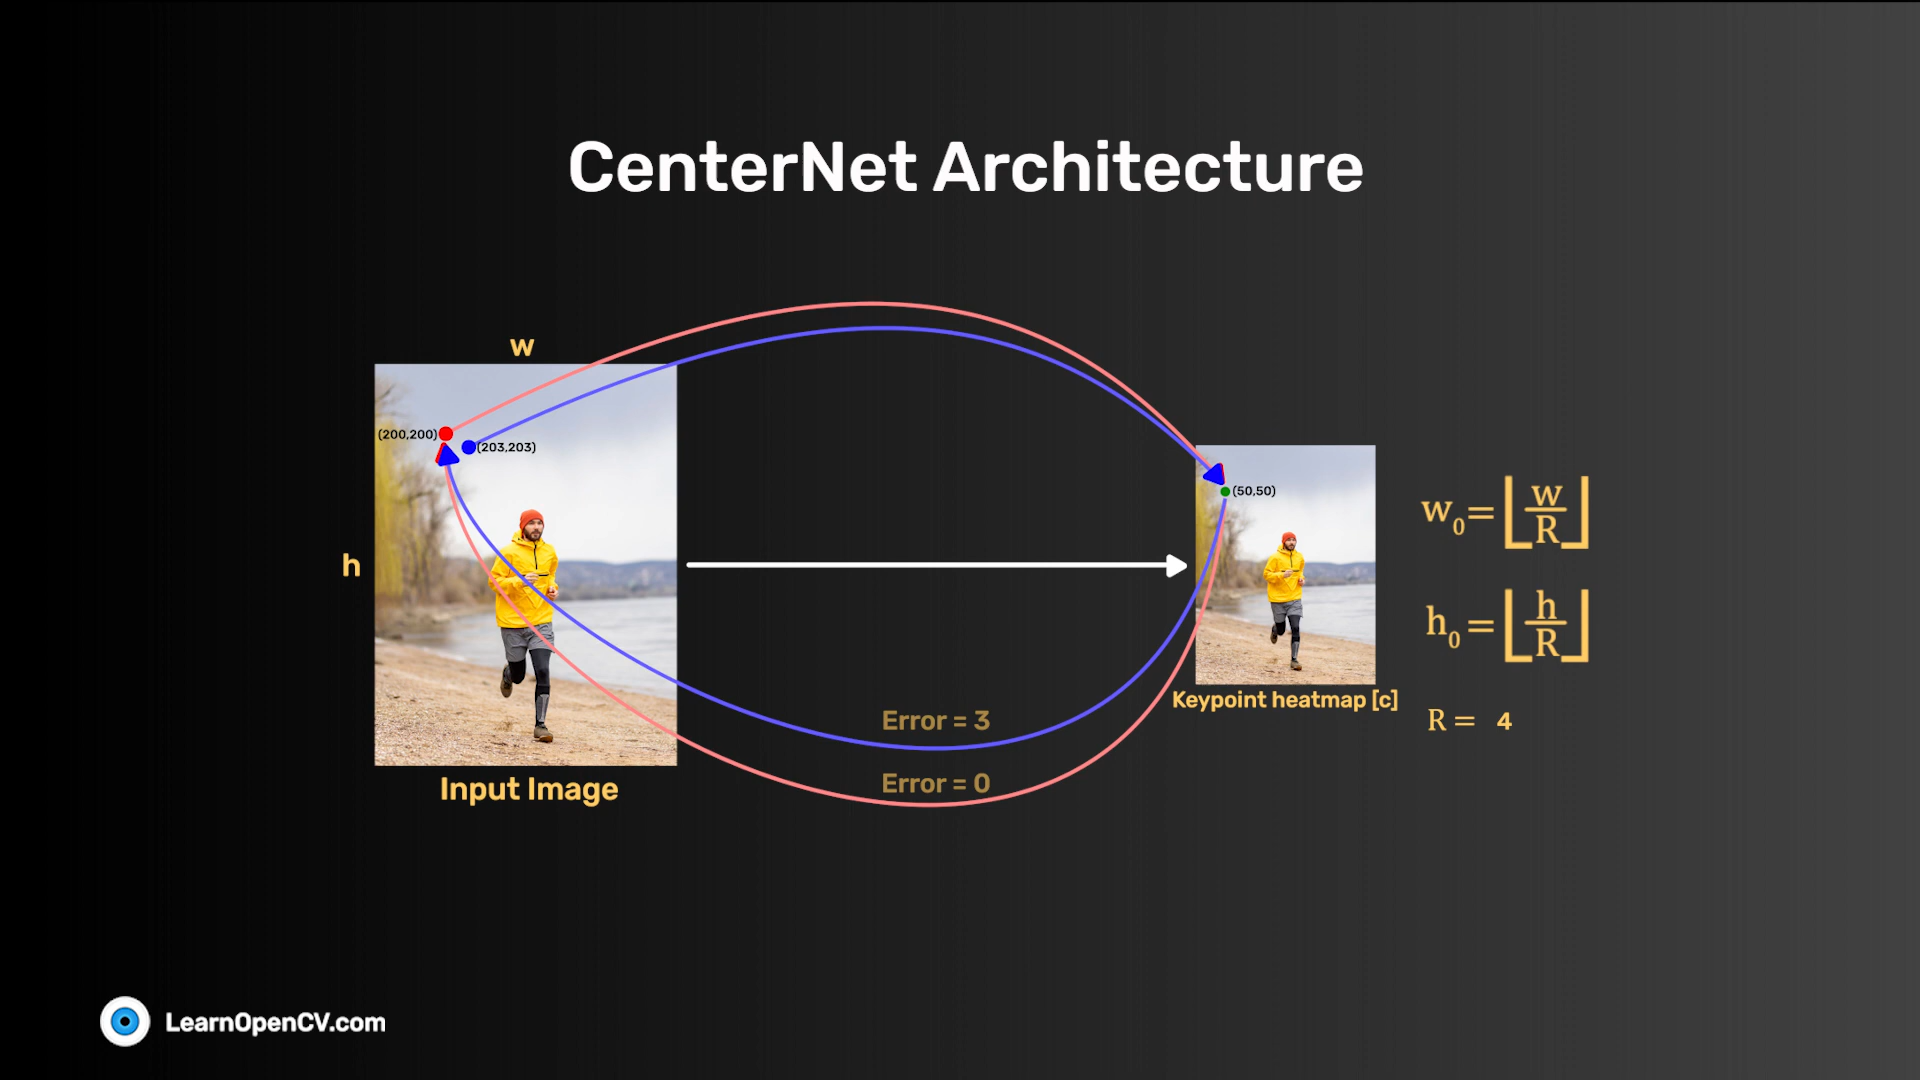 CenterNet Architecture
w
(200,200)
(203,203)
h
Input Image
Error = 3
Error = 0
(50,50)
Keypoint heatmap [c]
w₀=⌊w/R⌋
h₀=⌊h/R⌋
R = 4
LearnOpenCV.com